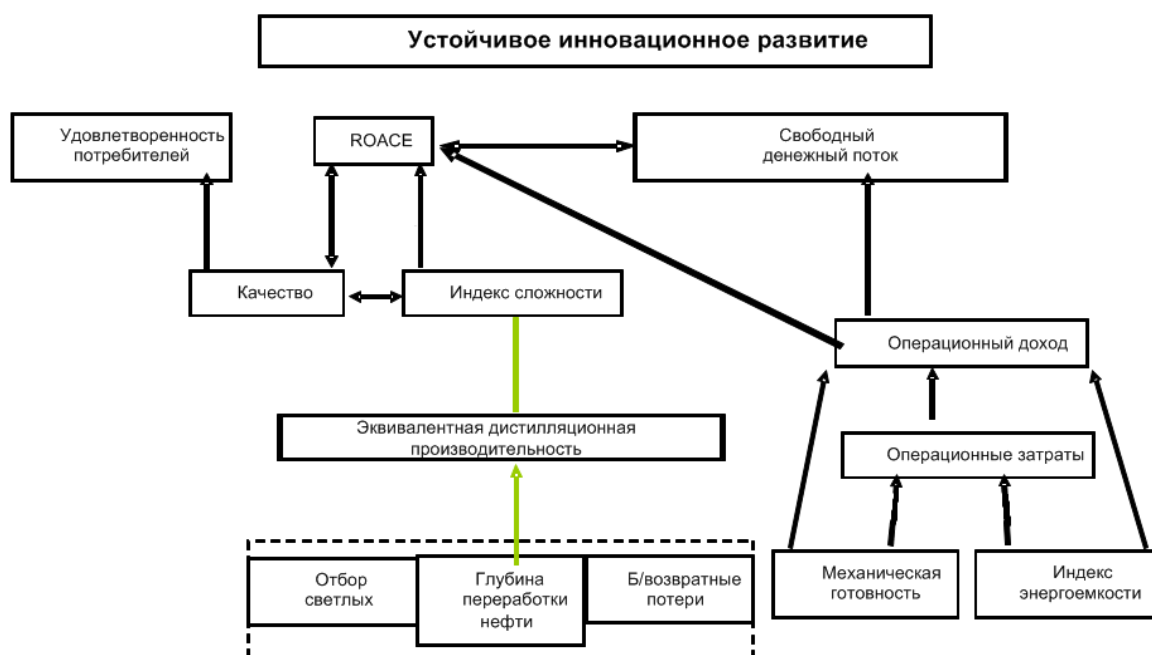 Устойчивое инновационное развитие
Удовлетворенность
потребителей
ROACE
Свободный
денежный поток
Качество
Индекс сложности
Операционный доход
Эквивалентная дистилляционная
производительность
Операционные затраты
Отбор
светлых
Глубина
переработки
нефти
Б/возвратные
потери
Механическая
готовность
Индекс
энергоемкости